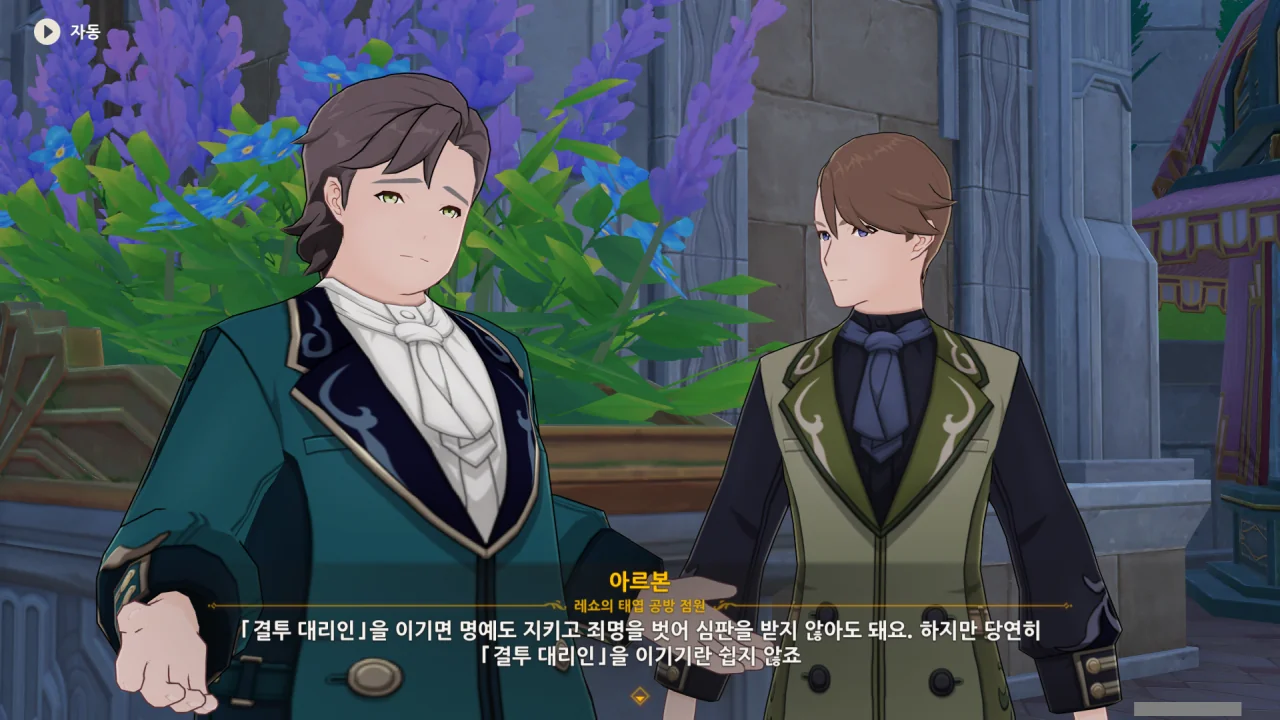 자동
아르본
레쇼의 태엽 공방 점원
「결투 대리인」을 이기면 명예도 지키고 죄명을 벗어 심판을 받지 않아도 돼요. 하지만 당연히
「결투 대리인」을 이기기란 쉽지 않죠